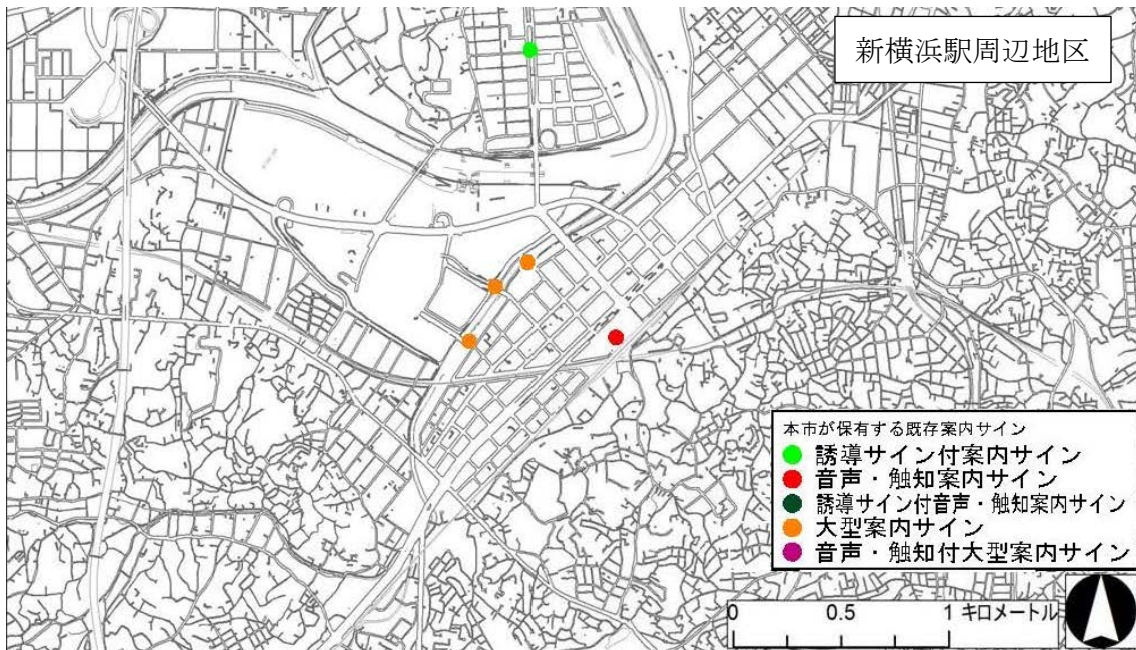 新横浜駅周辺地区
本市が保有する既存案内サイン
誘導サイン付案内サイン
音声・触知案内サイン
誘導サイン付音声・触知案内サイン
大型案内サイン
音声・触知付大型案内サイン
0 0.5 1 キロメートル